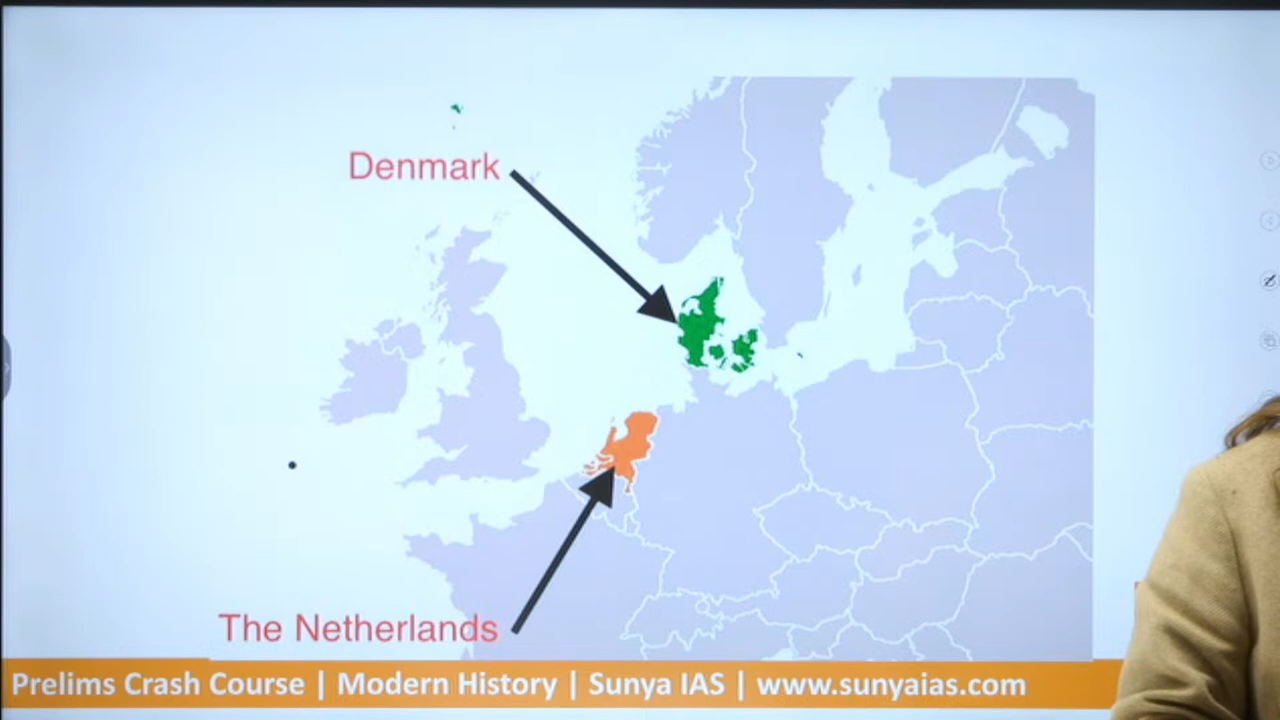 Denmark
The Netherlands
Prelims Crash Course | Modern History | Sunya IAS | www.sunyaias.com